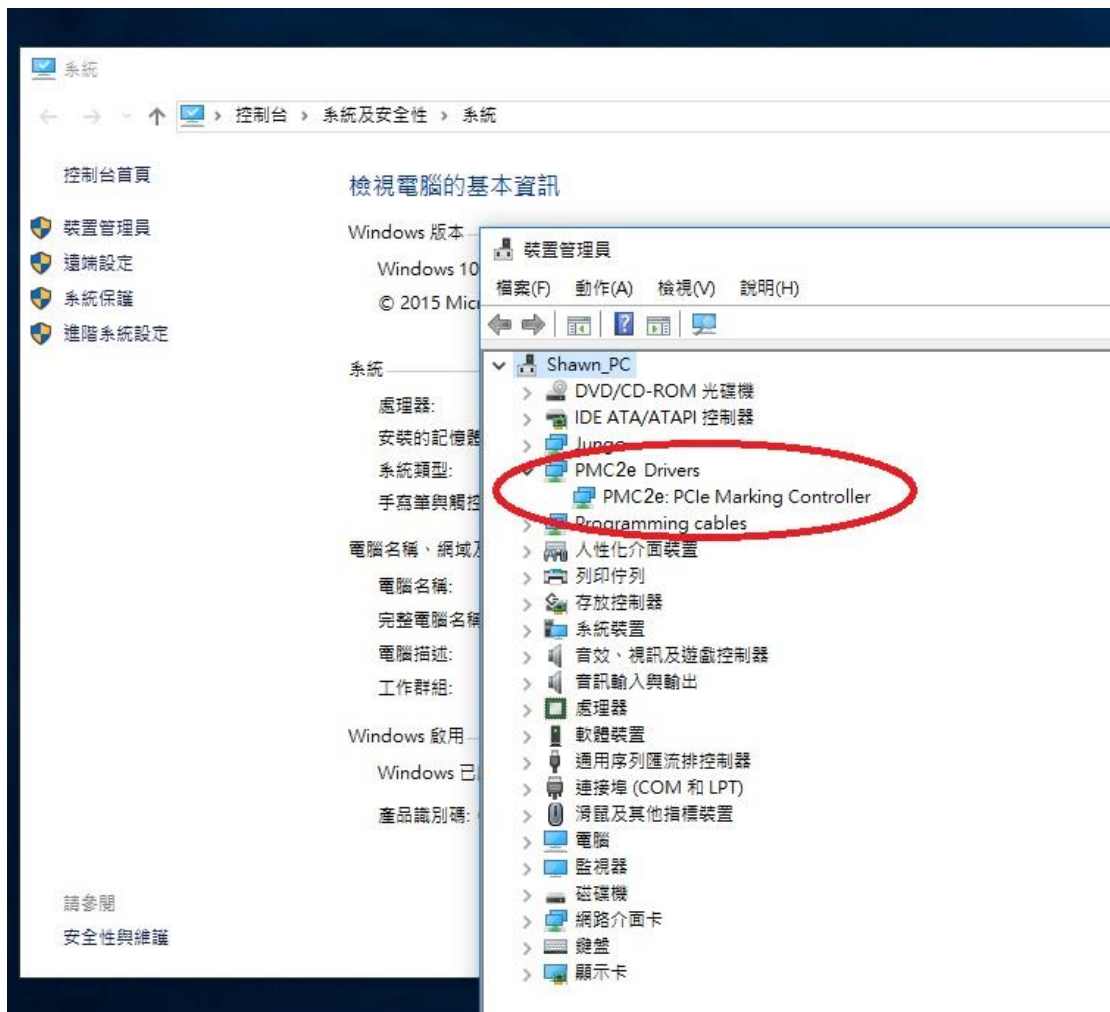 系統
控制台 › 系統及安全性 › 系統
控制台首頁
裝置管理員
遠端設定
系統保護
進階系統設定
檢視電腦的基本資訊
Windows 版本
Windows 10
© 2015
系統
處理器:
安裝的記憶體
系統類型:
手寫筆與觸控
電腦名稱、網域及
電腦名稱:
完整電腦名稱
電腦描述:
工作群組:
Windows 啟用
Windows 已
產品識別碼:
請參閱
安全性與維護
裝置管理員
檔案(F) 動作(A) 檢視(V) 說明(H)
Shawn_PC
DVD/CD-ROM 光碟機
IDE ATA/ATAPI 控制器
Jungo
PMC2e Drivers
PMC2e: PCIe Marking Controller
Programming cables
人性化介面裝置
列印佇列
存放控制器
系統裝置
音效、視訊及遊戲控制器
音訊輸入與輸出
處理器
軟體裝置
通用序列匯流排控制器
連接埠 (COM 和 LPT)
滑鼠及其他指標裝置
電腦
監視器
磁碟機
網路介面卡
鍵盤
顯示卡